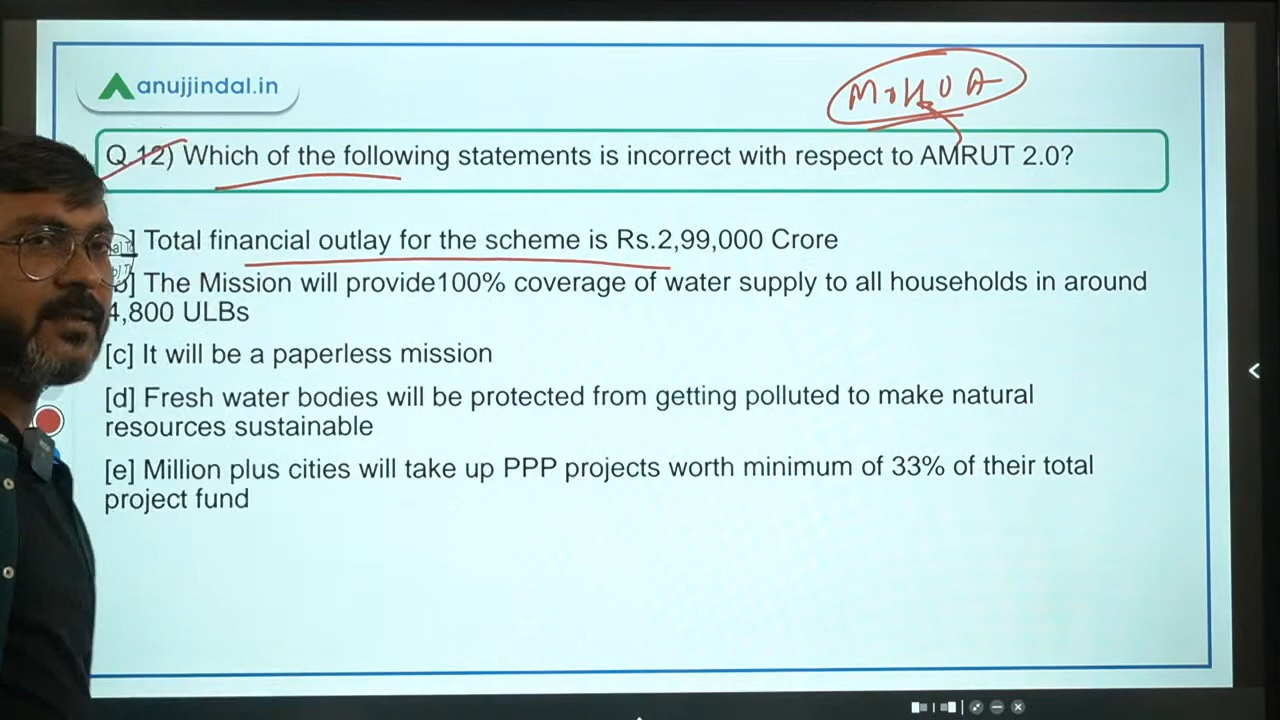 anujjindal.in
MoHUA
Q.12) Which of the following statements is incorrect with respect to AMRUT 2.0?
] Total financial outlay for the scheme is Rs.2,99,000 Crore
] The Mission will provide100% coverage of water supply to all households in around
4,800 ULBs
[c] It will be a paperless mission
[d] Fresh water bodies will be protected from getting polluted to make natural
resources sustainable
[e] Million plus cities will take up PPP projects worth minimum of 33% of their total
project fund